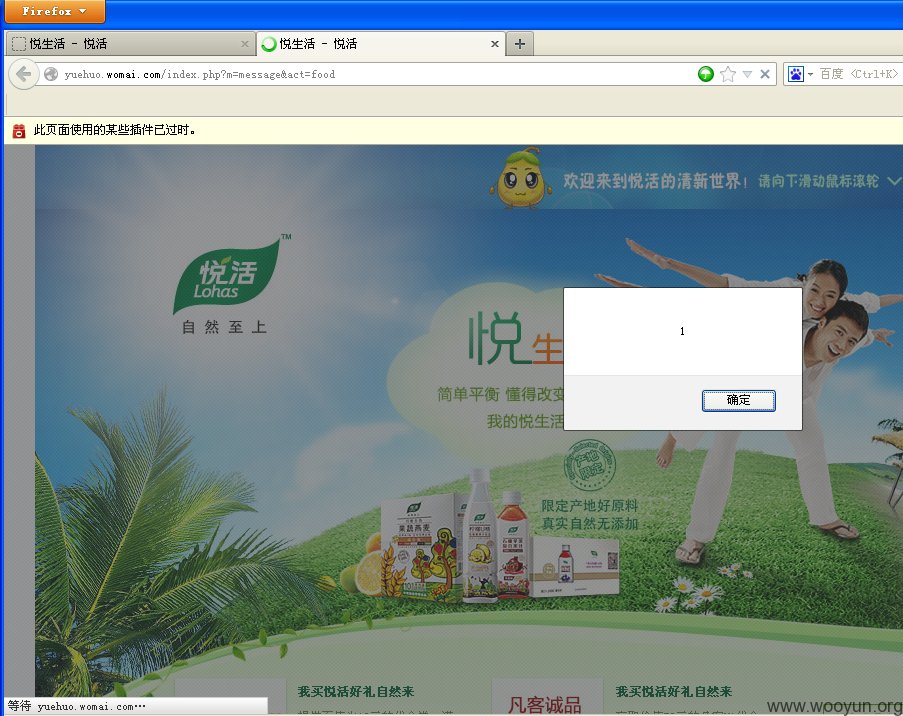 Firefox
悦生活 - 悦活
悦生活 - 悦活
yuehuo.womai.com/index.php?m=message&act=food
百度 <Ctrl+K>
此页面使用的某些插件已过时。
欢迎来到悦活的清新世界! 请向下滑动鼠标滚轮
TM
悦活
Lohas
自然至上
悦生
1
简单平衡 懂得改变
确定
我的悦生活
产地
限定
限定产地好原料
真实自然无添加
果蔬燕麦
我买悦活好礼自然来
凡客诚品
我买悦活好礼自然来
等待 yuehuo.womai.com…
www.wooyun.org